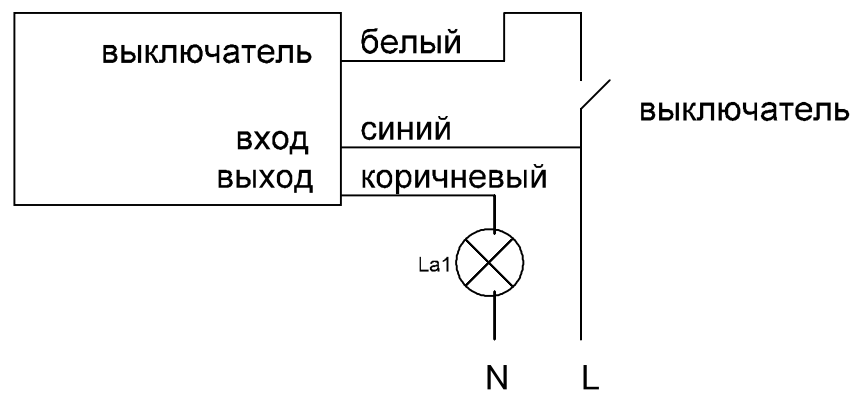 белый
выключатель
выключатель
синий
вход
выход
коричневый
La1
N L